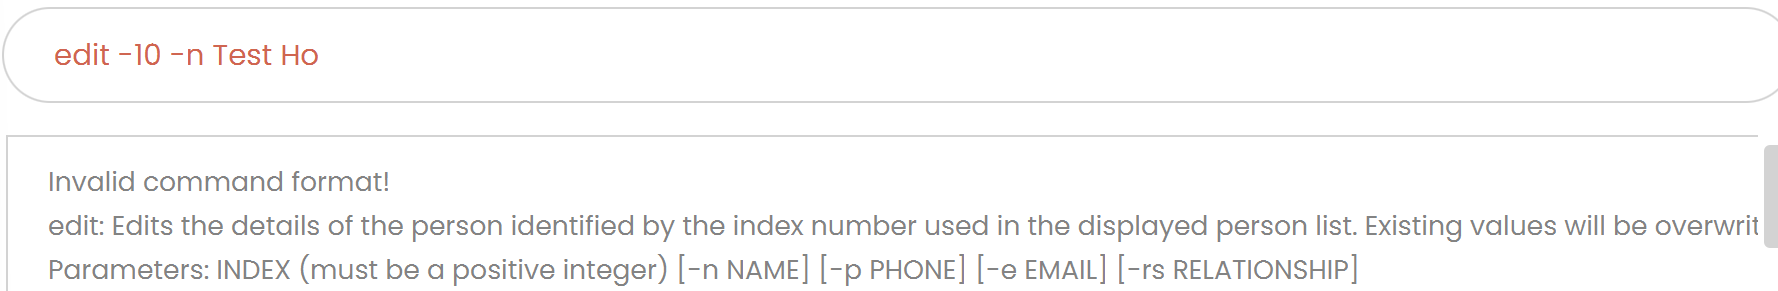 edit -10 -n Test Ho
Invalid command format!
edit: Edits the details of the person identified by the index number used in the displayed person list. Existing values will be overwrit
Parameters: INDEX (must be a positive integer) [-n NAME] [-p PHONE] [-e EMAIL] [-rs RELATIONSHIP]